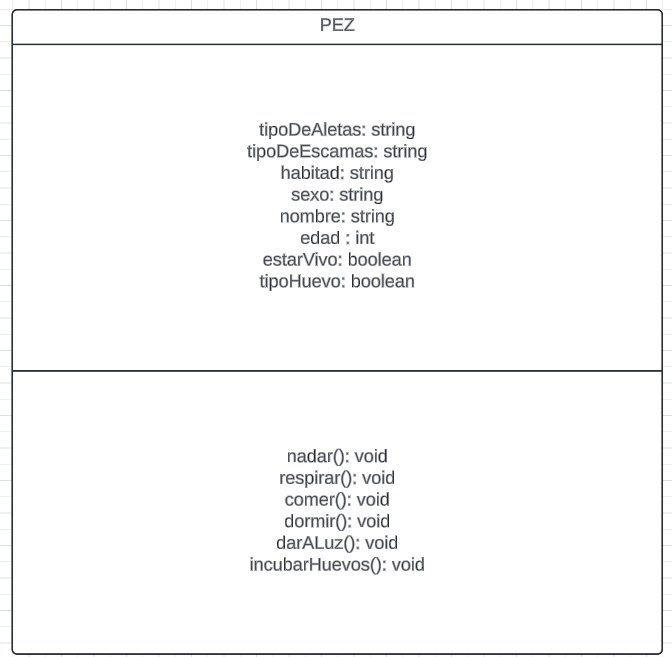 PEZ
tipoDeAletas: string
tipoDeEscamas: string
habitad: string
sexo: string
nombre: string
edad : int
estarVivo: boolean
tipoHuevo: boolean
nadar(): void
respirar(): void
comer(): void
dormir(): void
darALuz(): void
incubarHuevos(): void